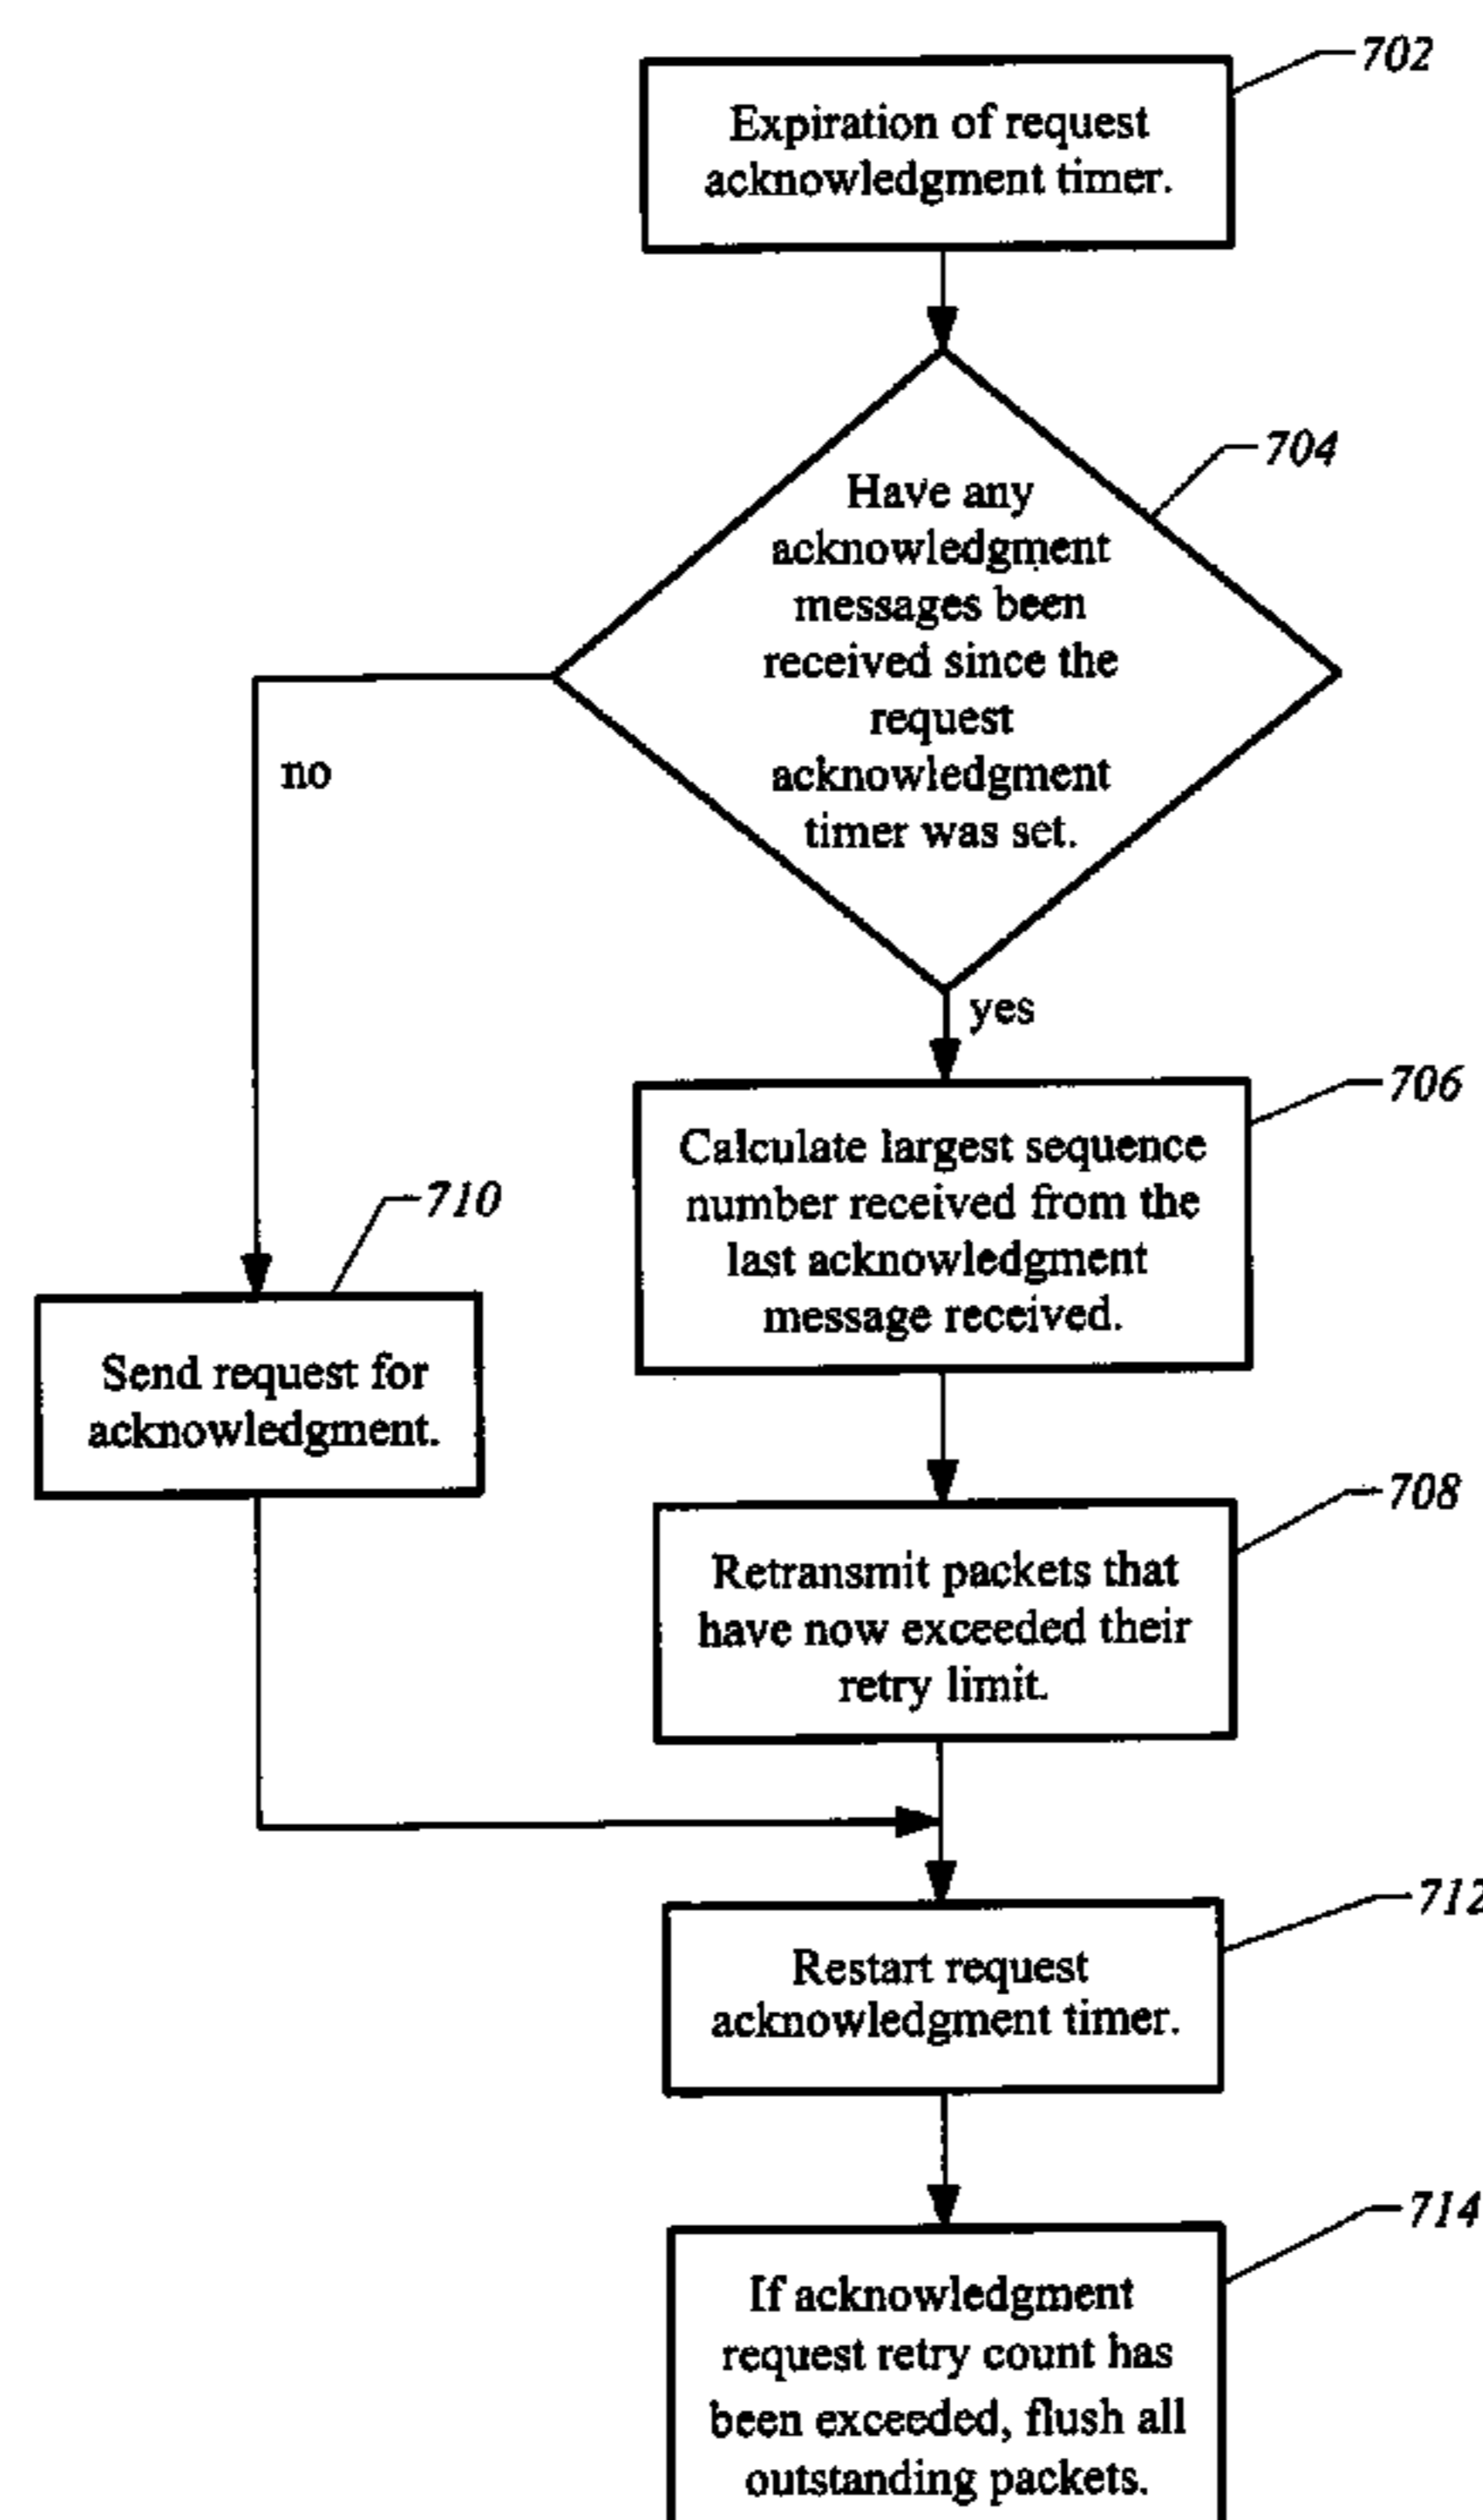 702
Expiration of request
acknowledgment timer.
704
Have any
acknowledgment
messages been
received since the
request
acknowledgment
timer was set.
no
yes
706
Calculate largest sequence
number received from the
last acknowledgment
message received.
710
Send request for
acknowledgment.
708
Retransmit packets that
have now exceeded their
retry limit.
712
Restart request
acknowledgment timer.
714
If acknowledgment
request retry count has
been exceeded, flush all
outstanding packets.